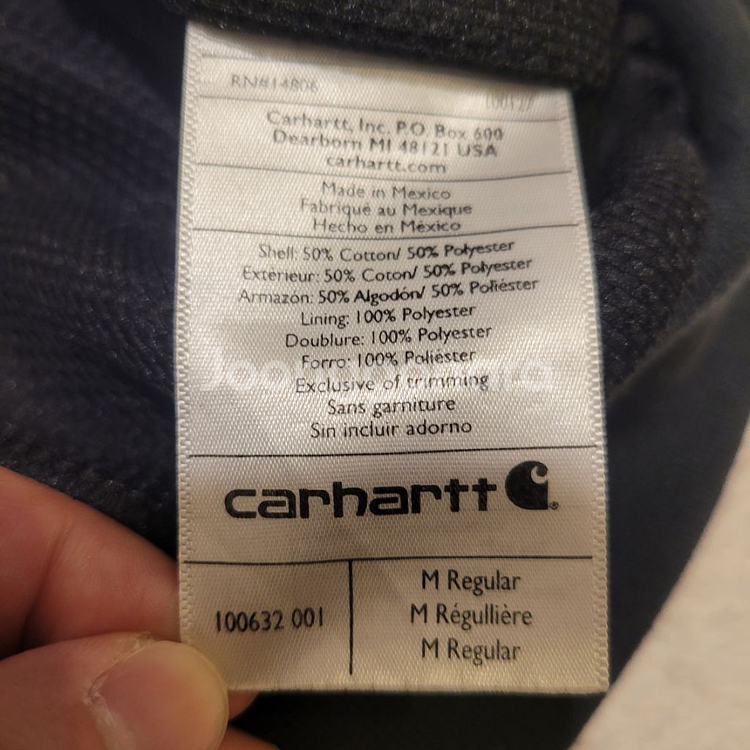 RN#14806
Carhartt, Inc. P.O. Box 600
Dearborn MI 48121 USA
carhartt.com
Made in Mexico
Fabriqué au Mexique
Hecho en México
Shell: 50% Cotton/ 50% Polyester
Extérieur: 50% Coton/ 50% Polyester
Armazón: 50% Algodón/ 50% Poliéster
Lining: 100% Polyester
Doublure: 100% Polyester
Forro: 100% Poliéster
Exclusive of trimming
Sans garniture
Sin incluir adorno
carhartt
100632 001
M Regular
M Régullière
M Regular